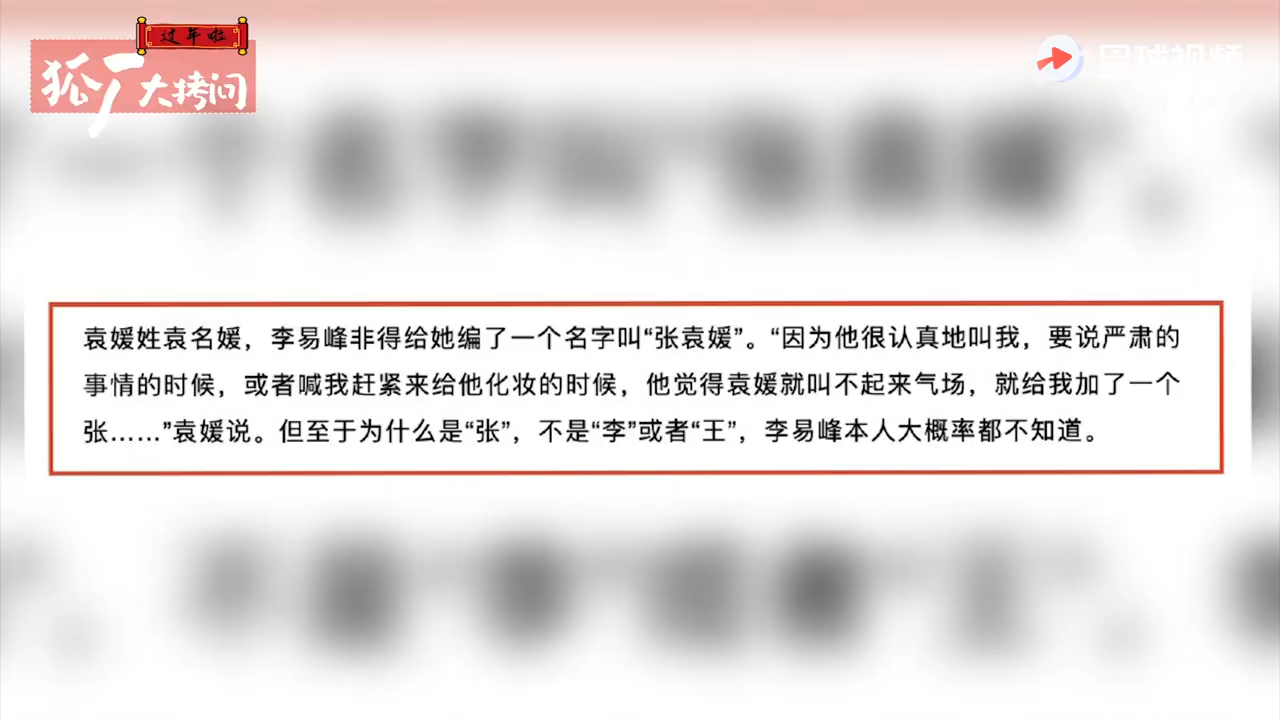 过年啦
狐厂大拷问
星球视频
袁媛姓袁名媛，李易峰非得给她编了一个名字叫“张袁媛”。“因为他很认真地叫我，要说严肃的
事情的时候，或者喊我赶紧来给他化妆的时候，他觉得袁媛就叫不起来气场，就给我加了一个
张……”袁媛说。但至于为什么是“张”，不是“李”或者“王”，李易峰本人大概率都不知道。